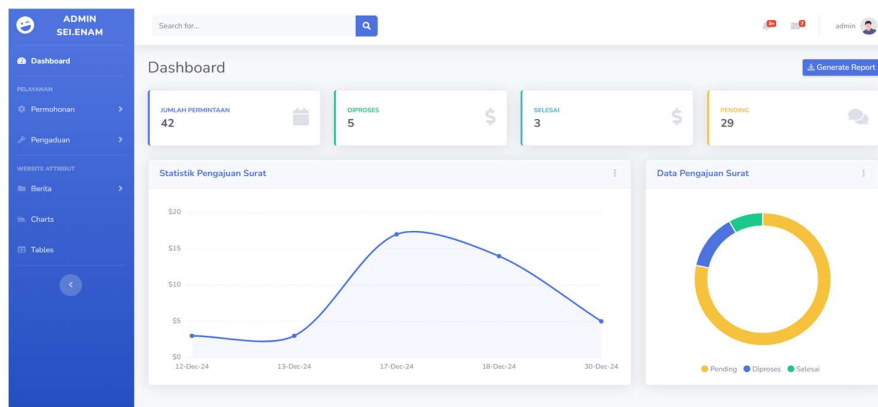 ADMIN
SEI.ENAM
Search for...
3+
7
admin
Dashboard
PELAYANAN
Permohonan
Pengaduan
WEBSITE ATTRIBUT
Berita
Charts
Tables
Dashboard
Generate Report
JUMLAH PERMINTAAN
42
DIPROSES
5
SELESAI
3
PENDING
29
Statistik Pengajuan Surat
$20
$15
$10
$5
$0
12-Dec-24 13-Dec-24 17-Dec-24 18-Dec-24 30-Dec-24
Data Pengajuan Surat
Pending Diproses Selesai